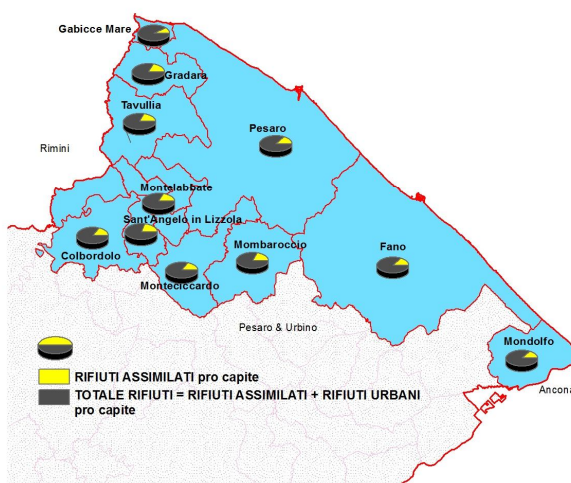 Gabicce Mare
Gradara
Tavullia
Pesaro
Rimini
Montelabbate
Sant'Angelo in Lizzola
Mombaroccio
Fano
Colbordolo
Monteciccardo
Pesaro & Urbino
Mondolfo
Ancona
RIFIUTI ASSIMILATI pro capite
TOTALE RIFIUTI = RIFIUTI ASSIMILATI + RIFIUTI URBANI
pro capite